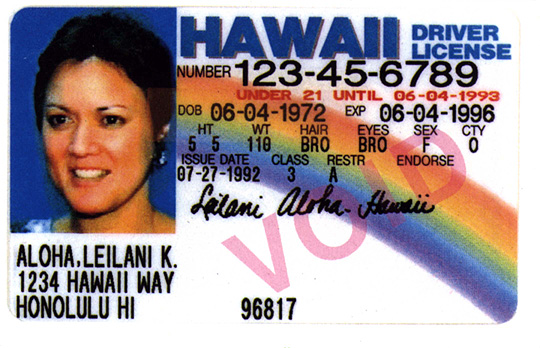 HAWAII DRIVER LICENSE
NUMBER 123-45-6789
UNDER 21 UNTIL 06-04-1993
DOB 06-04-1972 EXP 06-04-1996
HT WT HAIR EYES SEX CTY
5 5 110 BRO BRO F 0
ISSUE DATE CLASS RESTR ENDORSE
07-27-1992 3 A
Leilani Aloha-Hawaii
VOID
ALOHA,LEILANI K.
1234 HAWAII WAY
HONOLULU HI 96817